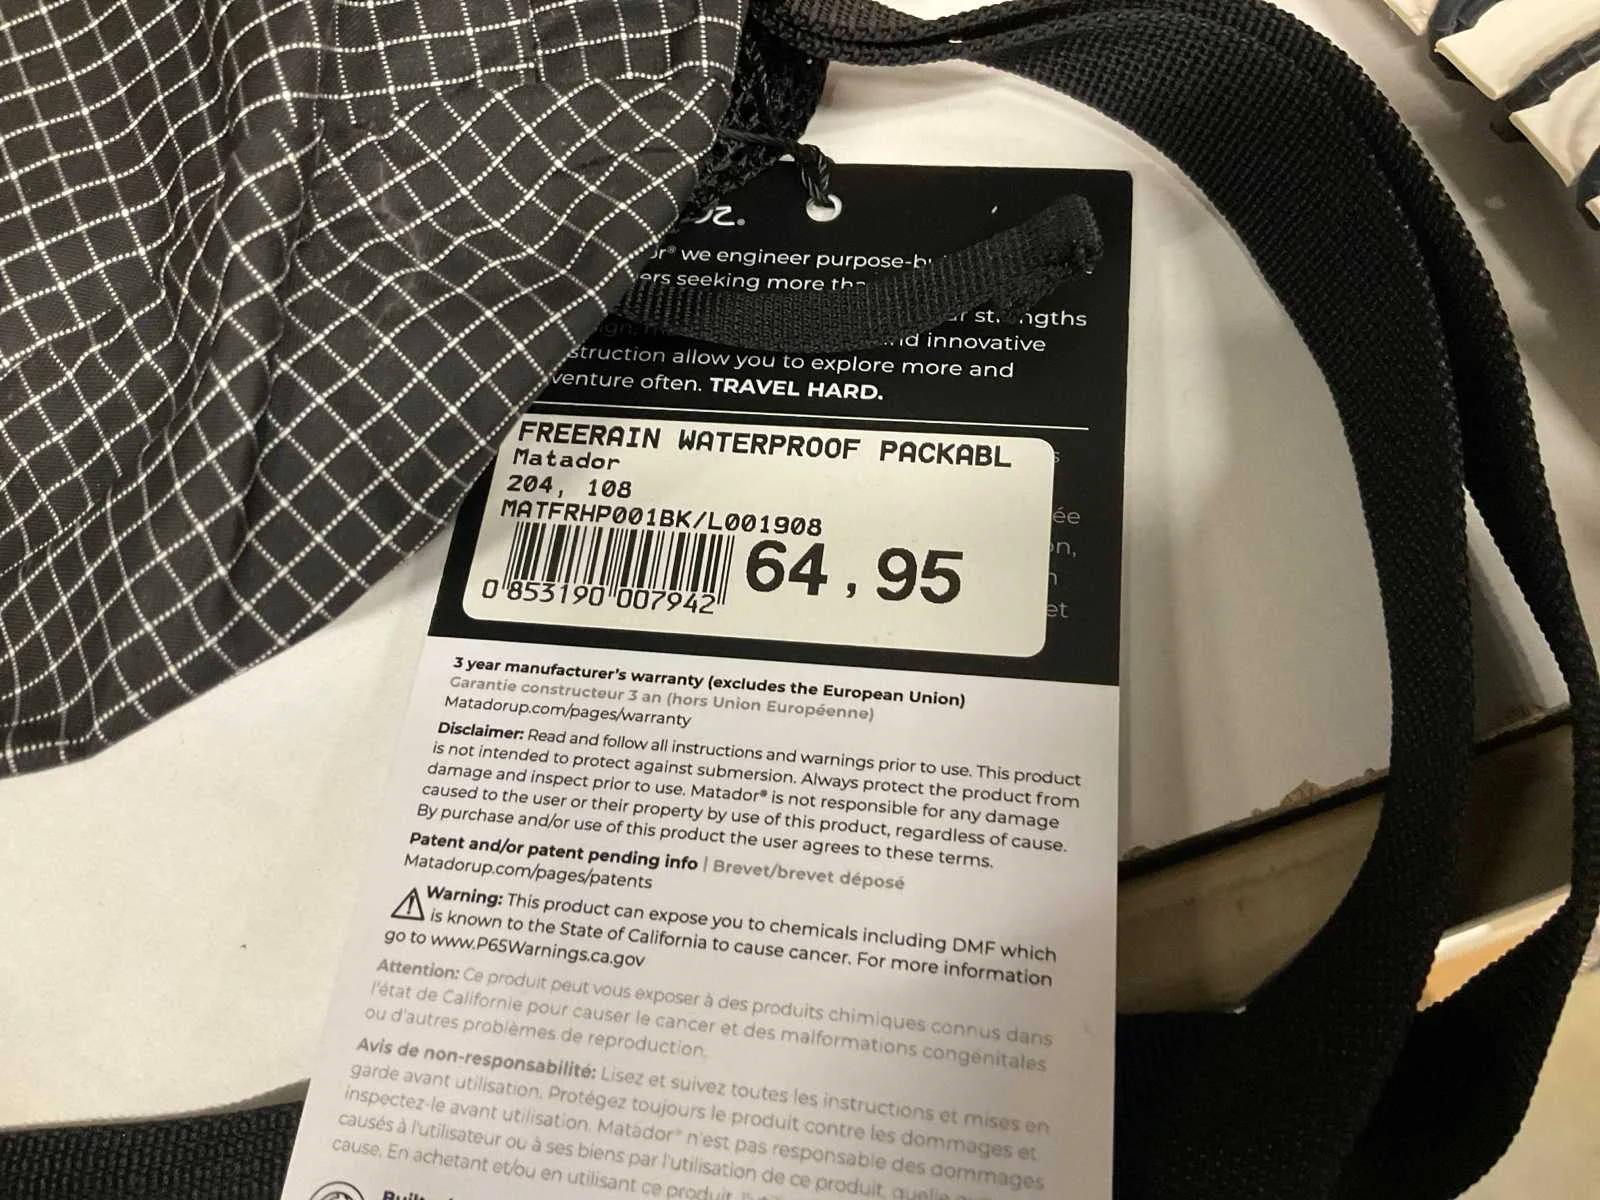 we engineer purpose-
seeking more
innovative
allow you to explore more and
often. TRAVEL HARD.
FREERAIN WATERPROOF PACKABL
Matador
204, 108
MATFRHP001BK/L001908
64,95
0 853190 007942
ée
et
3 year manufacturer's warranty (excludes the European Union)
Garantie constructeur 3 an (hors Union Européenne)
Matadorup.com/pages/warranty
Disclaimer: Read and follow all instructions and warnings prior to use. This product
is not intended to protect against submersion. Always protect the product from
damage and inspect prior to use. Matador® is not responsible for any damage
caused to the user or their property by use of this product, regardless of cause.
By purchase and/or use of this product the user agrees to these terms.
Patent and/or patent pending info | Brevet/brevet déposé
Matadorup.com/pages/patents
Warning: This product can expose you to chemicals including DMF which
is known to the State of California to cause cancer. For more information
go to www.P65Warnings.ca.gov
Attention: Ce produit peut vous exposer à des produits chimiques connus dans
l'état de Californie pour causer le cancer et des malformations congénitales
ou d'autres problèmes de reproduction.
Avis de non-responsabilité: Lisez et suivez toutes les instructions et mises en
garde avant utilisation. Protégez toujours le produit contre les dommages et
inspectez-le avant utilisation. Matador® n'est pas responsable des dommages
causés à l'utilisateur ou à ses biens par l'utilisation de ce produit, quelle
cause. En achetant et/ou en utilisant ce produit,